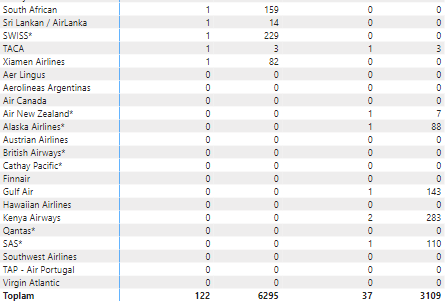 South African 1 159 0 0
Sri Lankan / AirLanka 1 14 0 0
SWISS* 1 229 0 0
TACA 1 3 1 3
Xiamen Airlines 1 82 0 0
Aer Lingus 0 0 0 0
Aerolineas Argentinas 0 0 0 0
Air Canada 0 0 0 0
Air New Zealand* 0 0 1 7
Alaska Airlines* 0 0 1 88
Austrian Airlines 0 0 0 0
British Airways* 0 0 0 0
Cathay Pacific* 0 0 0 0
Finnair 0 0 0 0
Gulf Air 0 0 1 143
Hawaiian Airlines 0 0 0 0
Kenya Airways 0 0 2 283
Qantas* 0 0 0 0
SAS* 0 0 1 110
Southwest Airlines 0 0 0 0
TAP - Air Portugal 0 0 0 0
Virgin Atlantic 0 0 0 0
Toplam 122 6295 37 3109